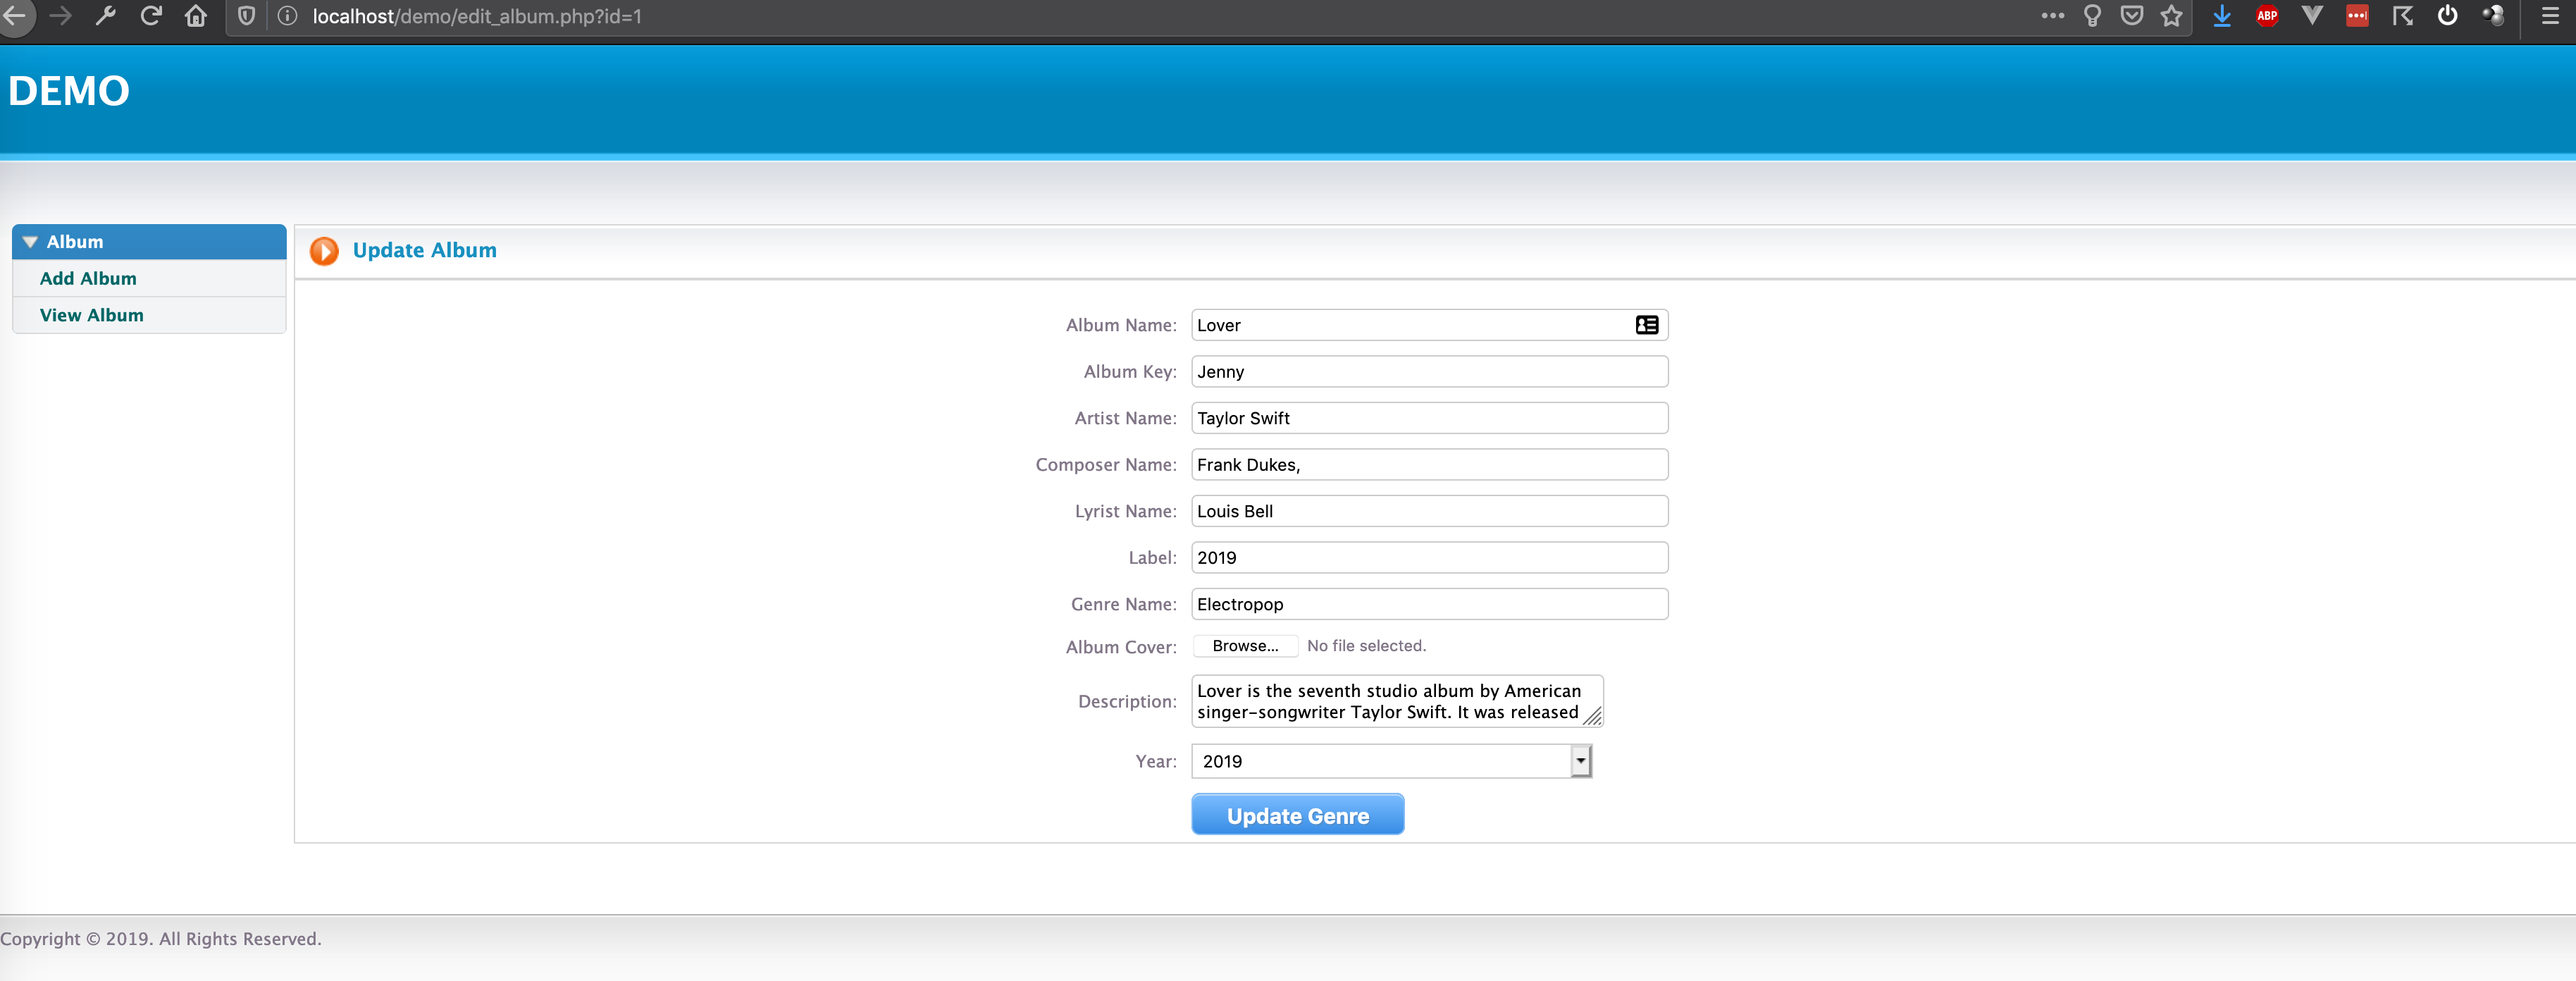 localhost/demo/edit_album.php?id=1
ABP
DEMO
Album
Add Album
View Album
Update Album
Album Name: Lover
Album Key: Jenny
Artist Name: Taylor Swift
Composer Name: Frank Dukes,
Lyrist Name: Louis Bell
Label: 2019
Genre Name: Electropop
Album Cover: Browse... No file selected.
Description: Lover is the seventh studio album by American
singer-songwriter Taylor Swift. It was released
Year: 2019
Update Genre
Copyright © 2019. All Rights Reserved.